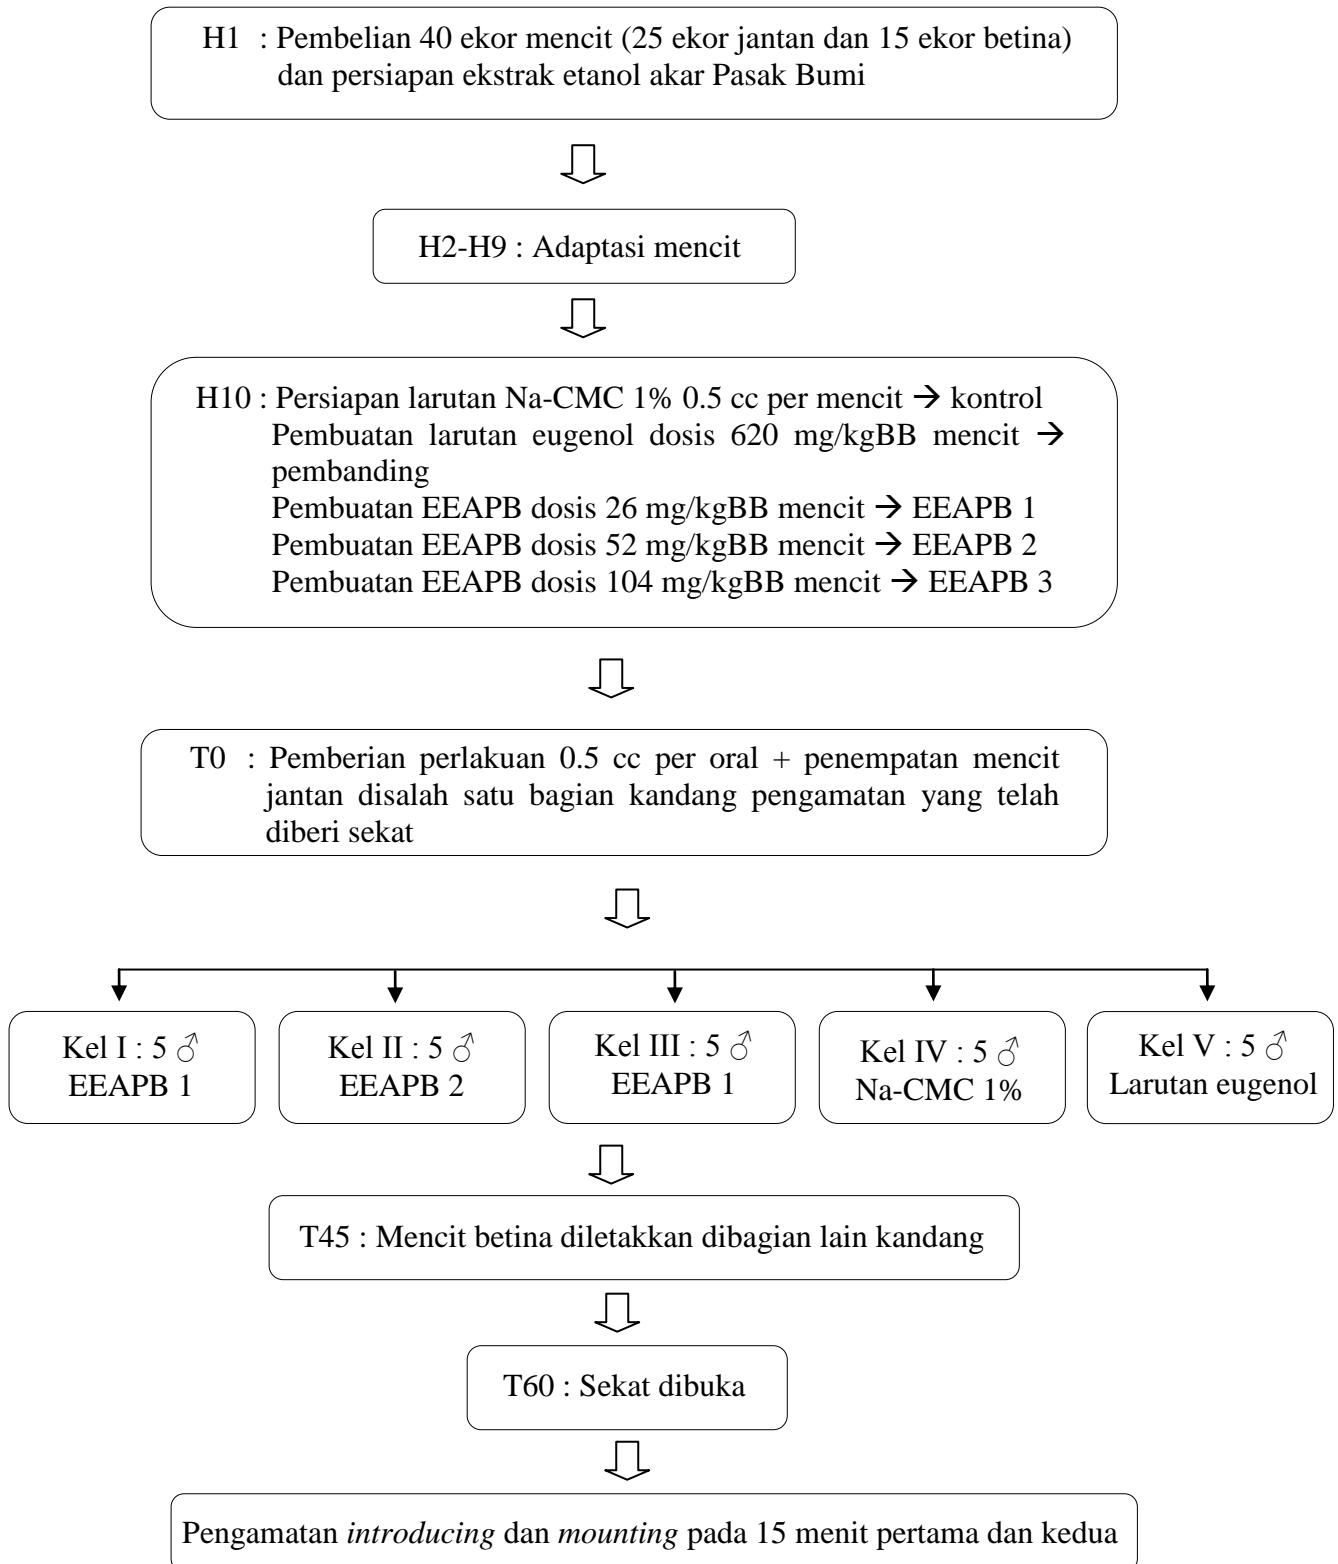 H1 : Pembelian 40 ekor mencit (25 ekor jantan dan 15 ekor betina)
dan persiapan ekstrak etanol akar Pasak Bumi
H2-H9 : Adaptasi mencit
H10 : Persiapan larutan Na-CMC 1% 0.5 cc per mencit → kontrol
Pembuatan larutan eugenol dosis 620 mg/kgBB mencit →
pembanding
Pembuatan EEAPB dosis 26 mg/kgBB mencit → EEAPB 1
Pembuatan EEAPB dosis 52 mg/kgBB mencit → EEAPB 2
Pembuatan EEAPB dosis 104 mg/kgBB mencit → EEAPB 3
T0 : Pemberian perlakuan 0.5 cc per oral + penempatan mencit
jantan disalah satu bagian kandang pengamatan yang telah
diberi sekat
Kel I : 5 ♂
EEAPB 1
Kel II : 5 ♂
EEAPB 2
Kel III : 5 ♂
EEAPB 1
Kel IV : 5 ♂
Na-CMC 1%
Kel V : 5 ♂
Larutan eugenol
T45 : Mencit betina diletakkan dibagian lain kandang
T60 : Sekat dibuka
Pengamatan introducing dan mounting pada 15 menit pertama dan kedua